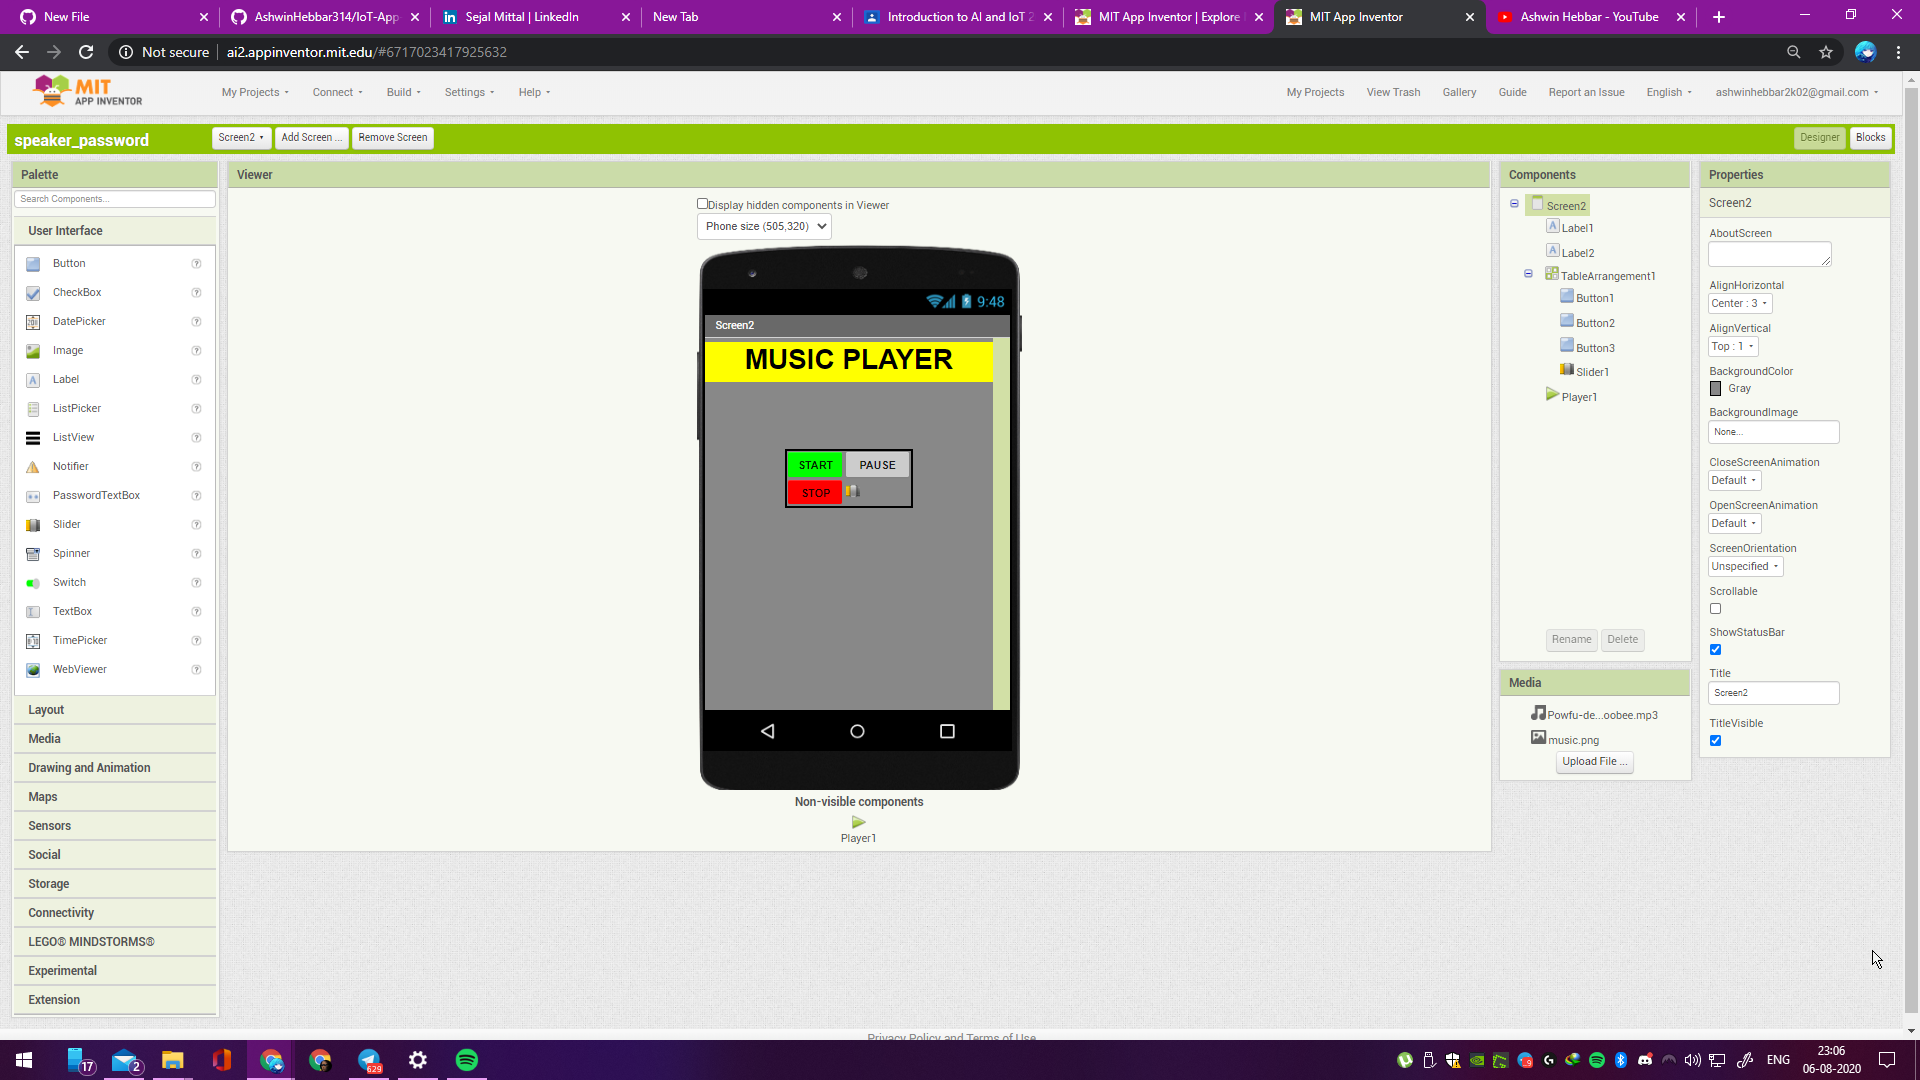 New File
AshwinHebbar314/IoT-App-
Sejal Mittal | LinkedIn
New Tab
Introduction to AI and IoT 2
MIT App Inventor | Explore
MIT App Inventor
Ashwin Hebbar - YouTube
Not secure
ai2.appinventor.mit.edu/#6717023417925632
MIT
APP INVENTOR
My Projects
Connect
Build
Settings
Help
My Projects
View Trash
Gallery
Guide
Report an Issue
English
ashwinhebbar2k02@gmail.com
speaker_password
Screen2
Add Screen ...
Remove Screen
Designer
Blocks
Palette
Search Components...
User Interface
Button
CheckBox
DatePicker
Image
Label
ListPicker
ListView
Notifier
PasswordTextBox
Slider
Spinner
Switch
TextBox
TimePicker
WebViewer
Layout
Media
Drawing and Animation
Maps
Sensors
Social
Storage
Connectivity
LEGO® MINDSTORMS®
Experimental
Extension
Viewer
Display hidden components in Viewer
Phone size (505,320)
9:48
Screen2
MUSIC PLAYER
START
PAUSE
STOP
Non-visible components
Player1
Components
Screen2
Label1
Label2
TableArrangement1
Button1
Button2
Button3
Slider1
Player1
Rename
Delete
Media
Powfu-de...oobee.mp3
music.png
Upload File ...
Properties
Screen2
AboutScreen
AlignHorizontal
Center : 3
AlignVertical
Top : 1
BackgroundColor
Gray
BackgroundImage
None...
CloseScreenAnimation
Default
OpenScreenAnimation
Default
ScreenOrientation
Unspecified
Scrollable
ShowStatusBar
Title
Screen2
TitleVisible
Privacy Policy and Terms of Use
17
2
629
ENG
23:06
06-08-2020